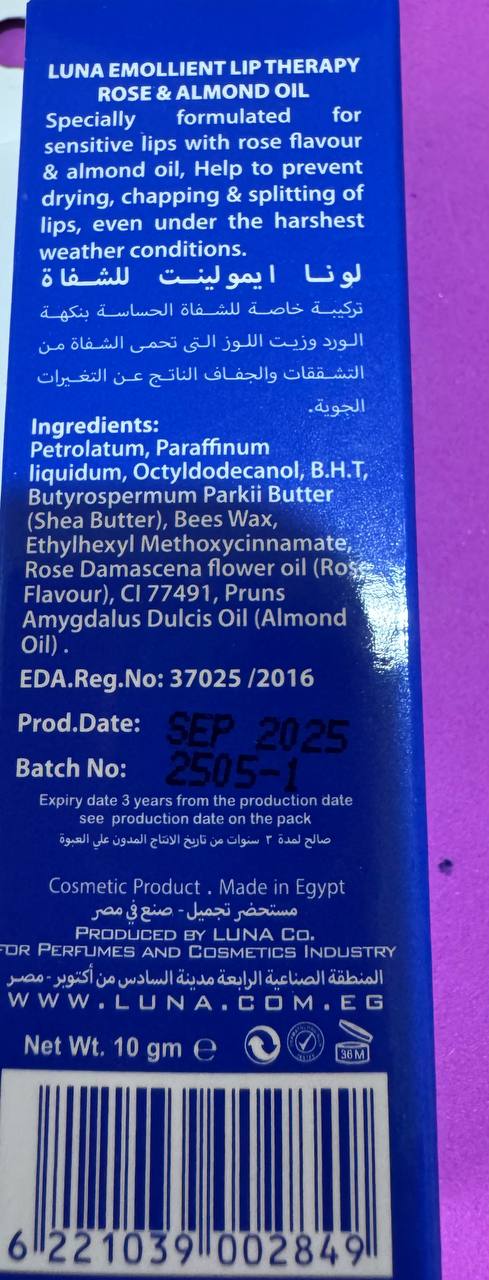 LUNA EMOLLIENT LIP THERAPY
ROSE & ALMOND OIL
Specially formulated for
sensitive lips with rose flavour
& almond oil, Help to prevent
drying, chapping & splitting of
lips, even under the harshest
weather conditions.
لونا ايمولينت للشفاة
تركيبة خاصة للشفاة الحساسة بنكهة
الورد وزيت اللوز التى تحمى الشفاة من
التشققات والجفاف الناتج عن التغيرات
الجوية.
Ingredients:
Petrolatum, Paraffinum
liquidum, Octyldodecanol, B.H.T,
Butyrospermum Parkii Butter
(Shea Butter), Bees Wax,
Ethylhexyl Methoxycinnamate,
Rose Damascena flower oil (Rose
Flavour), CI 77491, Pruns
Amygdalus Dulcis Oil (Almond
Oil) .
EDA.Reg.No: 37025 /2016
Prod.Date: SEP 2025
Batch No: 2505-1
Expiry date 3 years from the production date
see production date on the pack
صالح لمدة ٣ سنوات من تاريخ الانتاج المدون علي العبوة
Cosmetic Product . Made in Egypt
مستحضر تجميل - صنع في مصر
PRODUCED BY LUNA CO.
FOR PERFUMES AND COSMETICS INDUSTRY
المنطقة الصناعية الرابعة مدينة السادس من أكتوبر - مصر
WWW.LUNA.COM.EG
Net Wt. 10 gm e
36 M
6 221039 002849